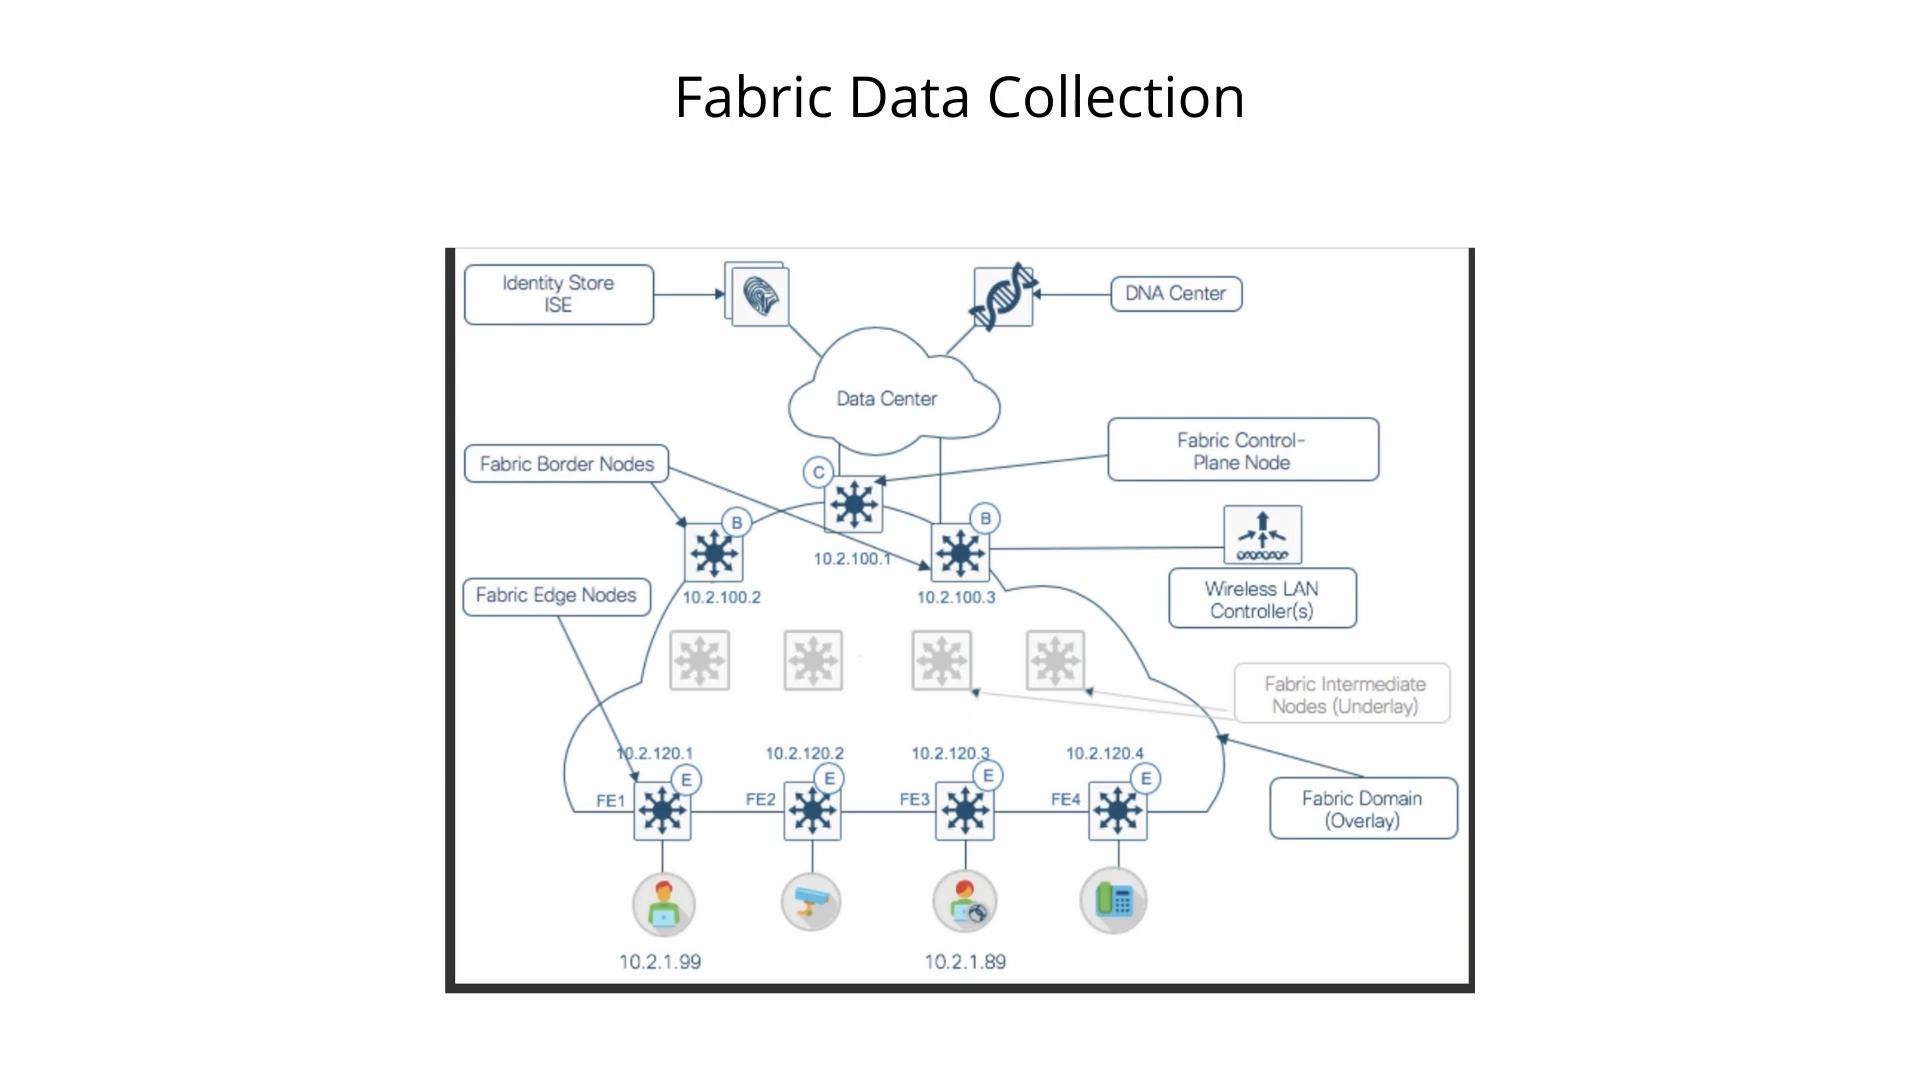 Fabric Data Collection
Identity Store
ISE
DNA Center
Data Center
Fabric Control-
Plane Node
Fabric Border Nodes
C
B
B
10.2.100.1
10.2.100.2
10.2.100.3
Wireless LAN
Controller(s)
Fabric Edge Nodes
Fabric Intermediate
Nodes (Underlay)
10.2.120.1
10.2.120.2
10.2.120.3
10.2.120.4
E
E
E
E
FE1
FE2
FE3
FE4
Fabric Domain
(Overlay)
10.2.1.99
10.2.1.89